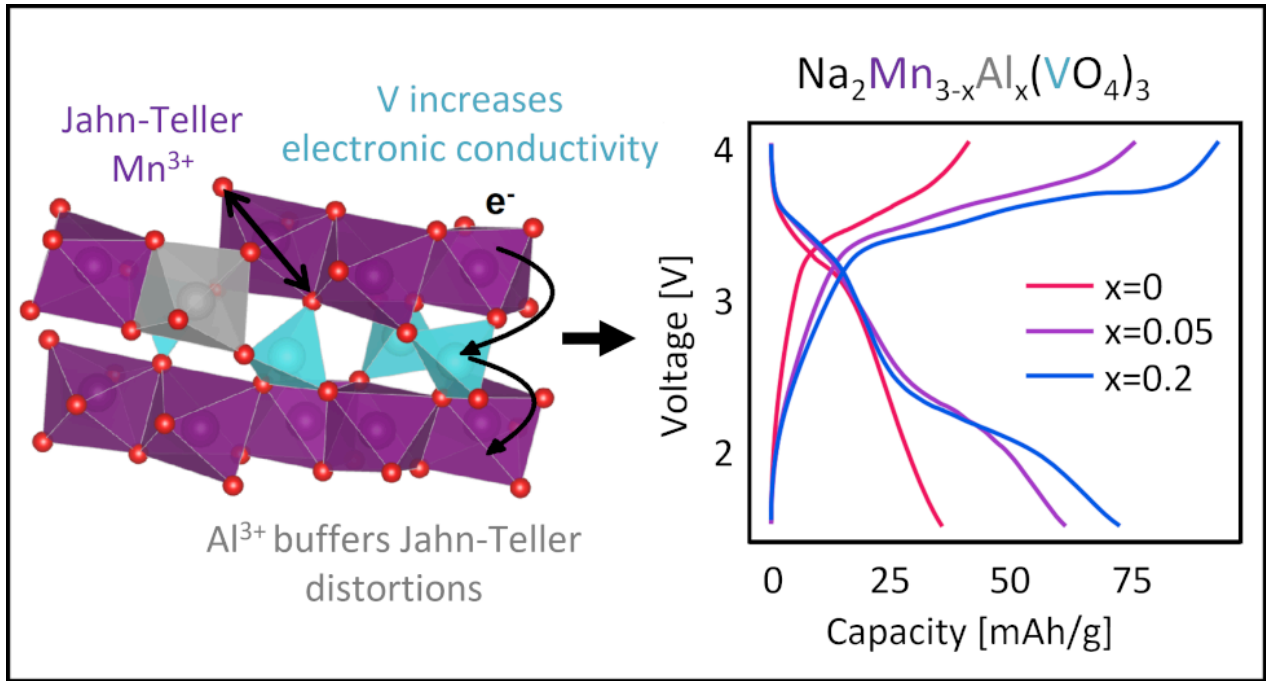 Jahn-Teller
Mn³⁺
V increases
electronic conductivity
e⁻
Al³⁺ buffers Jahn-Teller
distortions
Na₂Mn₃₋ₓAlₓ(VO₄)₃
4
3
2
Voltage [V]
x=0
x=0.05
x=0.2
0 25 50 75
Capacity [mAh/g]